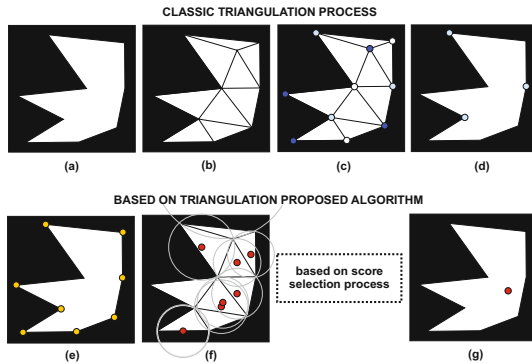 CLASSIC TRIANGULATION PROCESS
(a)
(b)
(c)
(d)
BASED ON TRIANGULATION PROPOSED ALGORITHM
based on score
selection process
(e)
(f)
(g)